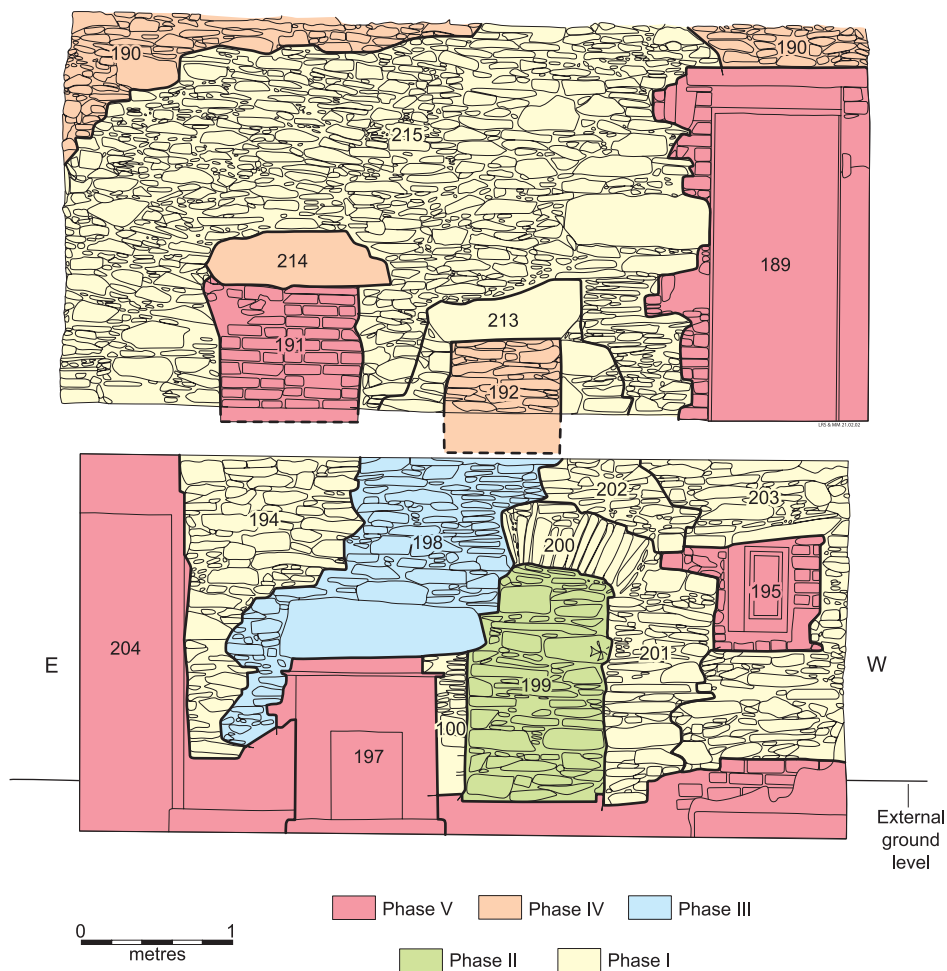 190
190
215
214
189
213
191
192
LRS & MM 21.02.02
202
203
194
200
198
195
204
E
201
W
199
100
197
External
ground
level
Phase V
Phase IV
Phase III
0
1
metres
Phase II
Phase I